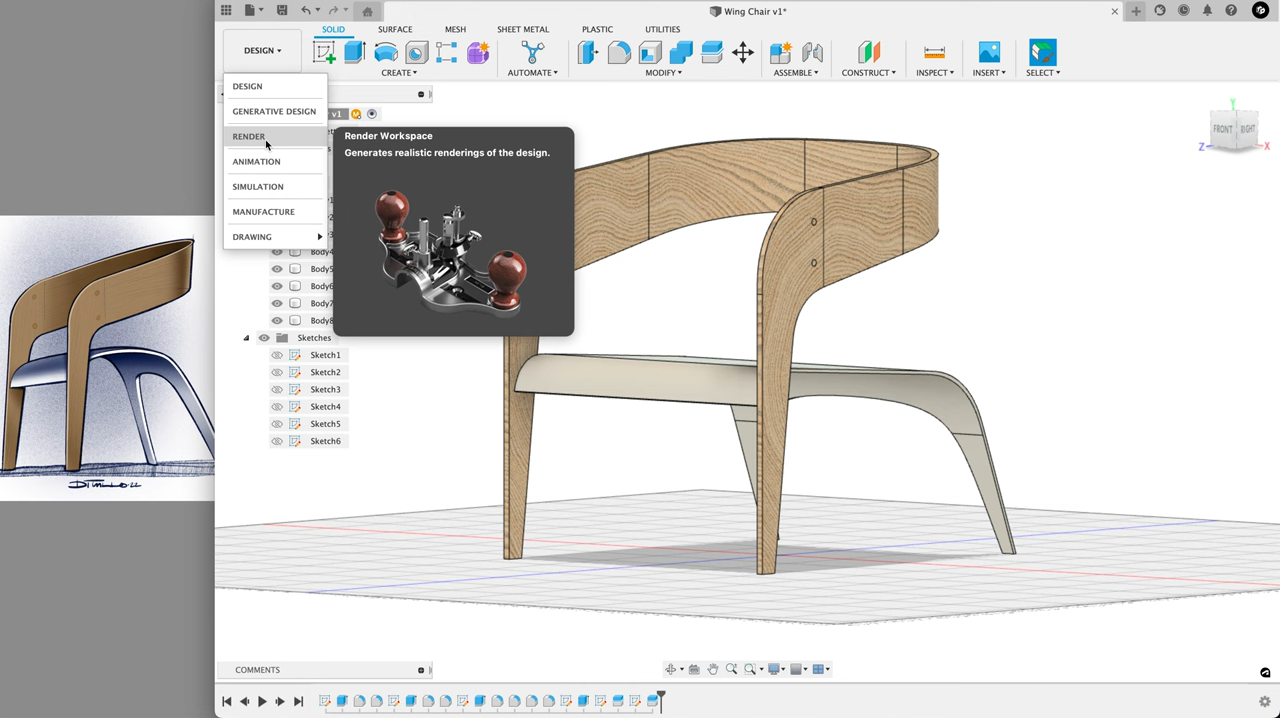 Wing Chair v1*
DESIGN
SOLID
SURFACE
MESH
SHEET METAL
PLASTIC
UTILITIES
CREATE
AUTOMATE
MODIFY
ASSEMBLE
CONSTRUCT
INSPECT
INSERT
SELECT
DESIGN
GENERATIVE DESIGN
RENDER
ANIMATION
SIMULATION
MANUFACTURE
DRAWING
v1
Render Workspace
Generates realistic renderings of the design.
Body4
Body5
Body6
Body7
Body8
Sketches
Sketch1
Sketch2
Sketch3
Sketch4
Sketch5
Sketch6
Y
FRONT
RIGHT
Z
X
COMMENTS